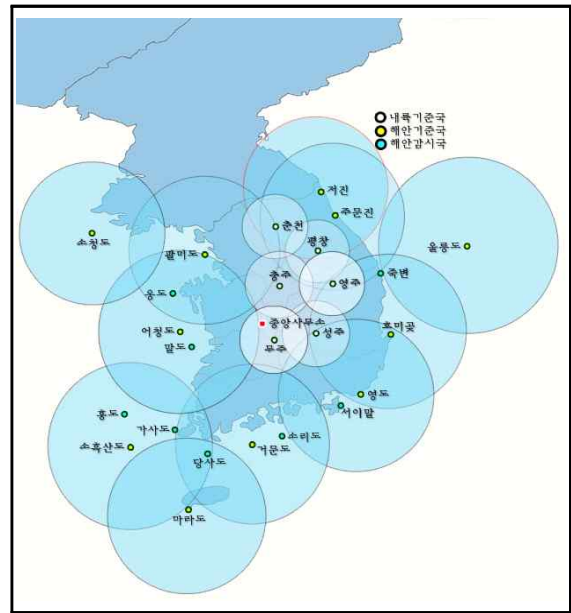 내륙기준국
해안기준국
해안감시국
저진
주문진
춘천
평창
울릉도
소청도
팔미도
죽변
충주
영주
웅도
중앙사무소
어청도
성주
호미곶
말도
무주
영도
서이말
홍도
가사도
소리도
소흑산도
거문도
당사도
마라도